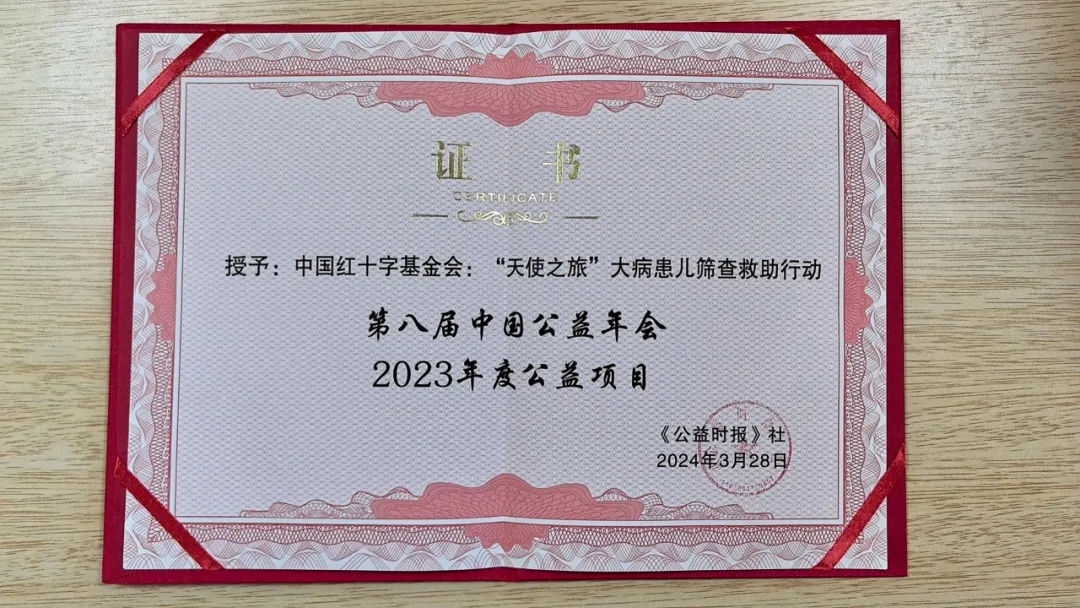 证 书
CERTIFICATE
授予：中国红十字基金会：“天使之旅”大病患儿筛查救助行动
第八届中国公益年会
2023年度公益项目
《公益时报》社
2024年3月28日